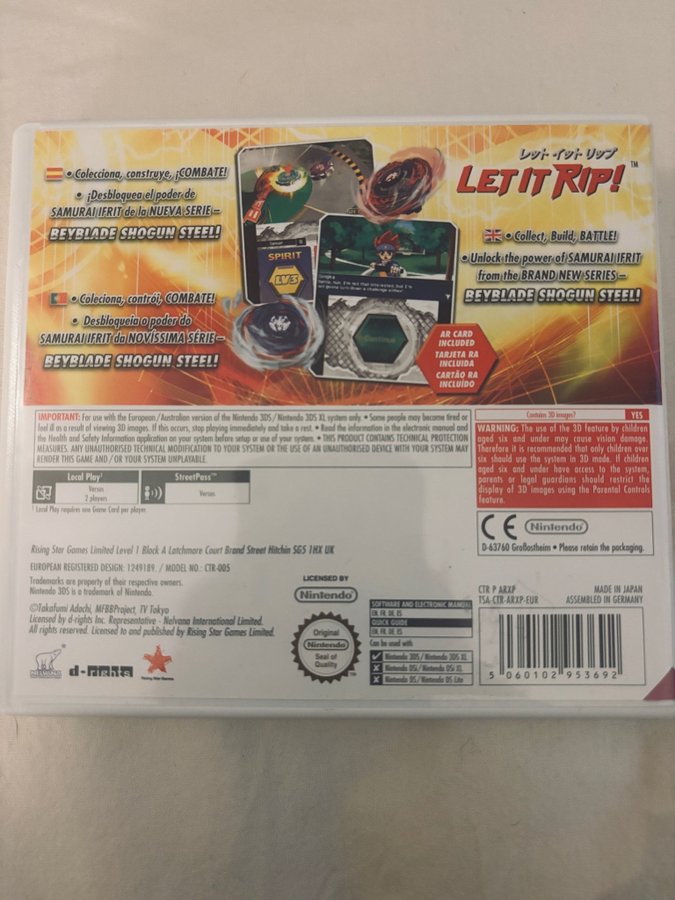 • Colecciona, construye, ¡COMBATE!
• ¡Desbloquea el poder de
SAMURAI IFRIT de la NUEVA SERIE –
BEYBLADE SHOGUN STEEL!
• Coleciona, contrói, COMBATE!
• Desbloqueia o poder do
SAMURAI IFRIT da NOVÍSSIMA SÉRIE –
BEYBLADE SHOGUN STEEL!
SPIRIT
LV3
Continue
レット イット リップ
LET IT RIP!™
• Collect, Build, BATTLE!
• Unlock the power of SAMURAI IFRIT
from the BRAND NEW SERIES –
BEYBLADE SHOGUN STEEL!
AR CARD
INCLUDED
TARJETA RA
INCLUIDA
CARTÃO RA
INCLUÍDO
IMPORTANT: For use with the European/Australian version of the Nintendo 3DS/Nintendo 3DS XL system only. • Some people may become tired or
feel ill as a result of viewing 3D images. If this occurs, stop playing immediately and take a rest. • Read the information in the electronic manual and
the Health and Safety Information application on your system before setup or use of your system. • THIS PRODUCT CONTAINS TECHNICAL PROTECTION
MEASURES. ANY UNAUTHORISED TECHNICAL MODIFICATION TO YOUR SYSTEM OR THE USE OF AN UNAUTHORISED DEVICE WITH YOUR SYSTEM MAY
RENDER THIS GAME AND/OR YOUR SYSTEM UNPLAYABLE.
Contains 3D images? YES
WARNING: The use of the 3D feature by children
aged six and under may cause vision damage.
Therefore it is recommended that only children over
six should use the system in 3D mode. If children
aged six and under have access to the system,
parents or legal guardians should restrict the
display of 3D images using the Parental Controls
feature.
Local Play¹
Versus
2 players
StreetPass™
Versus
¹ Local Play requires one Game Card per player.
CE Nintendo
D-63760 Großostheim • Please retain the packaging.
Rising Star Games Limited Level 1 Block A Latchmore Court Brand Street Hitchin SG5 1HX UK
EUROPEAN REGISTERED DESIGN: 1249189. / MODEL NO.: CTR-005
Trademarks are property of their respective owners.
Nintendo 3DS is a trademark of Nintendo.
©Takafumi Adachi, MFBBProject, TV Tokyo
Licensed by d-rights Inc. Representative - Nelvana International Limited.
All rights reserved. Licensed to and published by Rising Star Games Limited.
NELVANA
d-rights
Rising Star Games
LICENSED BY
Nintendo
Original
Nintendo
Seal of
Quality
TM
SOFTWARE AND ELECTRONIC MANUAL
EN, FR, DE, ES
QUICK GUIDE
EN, FR, DE, ES
Can be used with
Nintendo 3DS/Nintendo 3DS XL
Nintendo DSi/Nintendo DSi XL
Nintendo DS/Nintendo DS Lite
CTR P ARXP
TSA-CTR-ARXP-EUR
MADE IN JAPAN
ASSEMBLED IN GERMANY
5 060102 953692